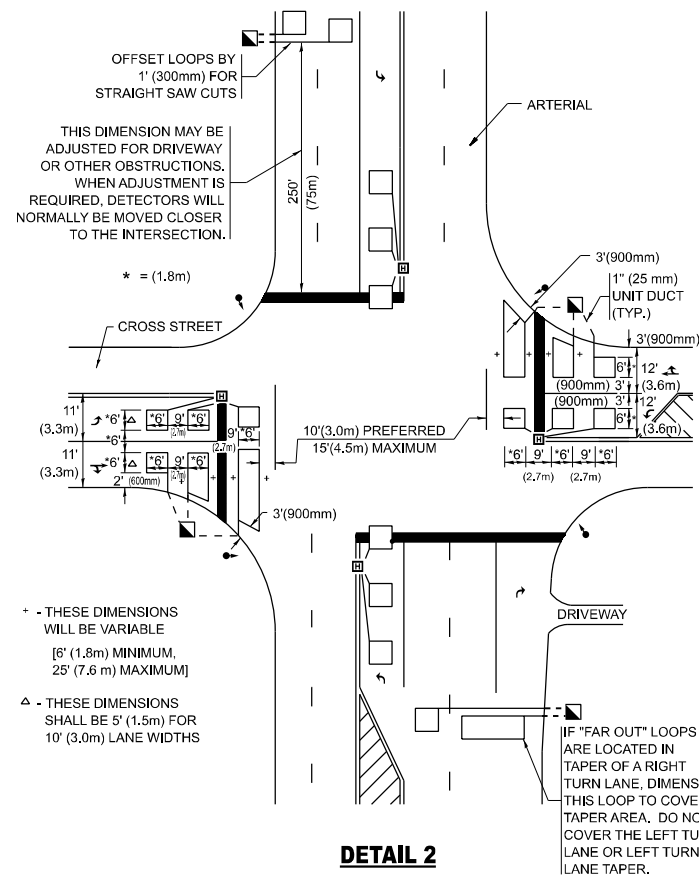 OFFSET LOOPS BY
1' (300mm) FOR
STRAIGHT SAW CUTS
THIS DIMENSION MAY BE
ADJUSTED FOR DRIVEWAY
OR OTHER OBSTRUCTIONS.
WHEN ADJUSTMENT IS
REQUIRED, DETECTORS WILL
NORMALLY BE MOVED CLOSER
TO THE INTERSECTION.
250'
(75m)
ARTERIAL
* = (1.8m)
H
3'(900mm)
1" (25 mm)
UNIT DUCT
(TYP.)
CROSS STREET
+ + +
3'(900mm)
6'*
12'
(3.6m)
(900mm) 3'
(900mm) 3'
6'*
12'
(3.6m)
H
*6' 9' *6' 9' *6'
(2.7m) (2.7m)
10'(3.0m) PREFERRED
15'(4.5m) MAXIMUM
H
11'
(3.3m)
*6' △
*6' 9' *6'
(2.7m)
9' *6'
(2.7m)
*6'
11'
(3.3m)
*6' △
*6' 9' *6'
(2.7m)
+ + +
2' (600mm)
3'(900mm)
H
+ - THESE DIMENSIONS
WILL BE VARIABLE
[6' (1.8m) MINIMUM,
25' (7.6 m) MAXIMUM]
△ - THESE DIMENSIONS
SHALL BE 5' (1.5m) FOR
10' (3.0m) LANE WIDTHS
DRIVEWAY
IF "FAR OUT" LOOPS
ARE LOCATED IN
TAPER OF A RIGHT
TURN LANE, DIMENS
THIS LOOP TO COVE
TAPER AREA. DO NO
COVER THE LEFT TU
LANE OR LEFT TURN
LANE TAPER.
DETAIL 2